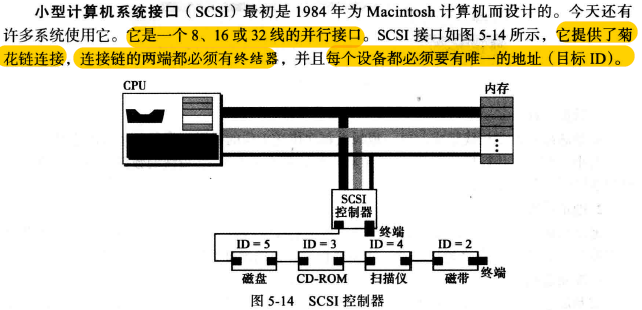 小型计算机系统接口（SCSI）最初是 1984 年为 Macintosh 计算机而设计的。今天还有
许多系统使用它。它是一个 8、16 或 32 线的并行接口。SCSI 接口如图 5-14 所示，它提供了菊
花链连接，连接链的两端都必须有终结器，并且每个设备都必须要有唯一的地址（目标 ID）。
CPU
内存
SCSI
控制器
终端
ID = 5
ID = 3
ID = 4
ID = 2
磁盘
CD-ROM
扫描仪
磁带
终端
图 5-14 SCSI 控制器